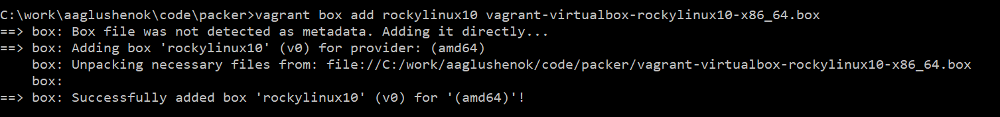 C:\work\aaglushenok\code\packer>vagrant box add rockylinux10 vagrant-virtualbox-rockylinux10-x86_64.box
==> box: Box file was not detected as metadata. Adding it directly...
==> box: Adding box 'rockylinux10' (v0) for provider: (amd64)
    box: Unpacking necessary files from: file://C:/work/aaglushenok/code/packer/vagrant-virtualbox-rockylinux10-x86_64.box
    box:
==> box: Successfully added box 'rockylinux10' (v0) for '(amd64)'!